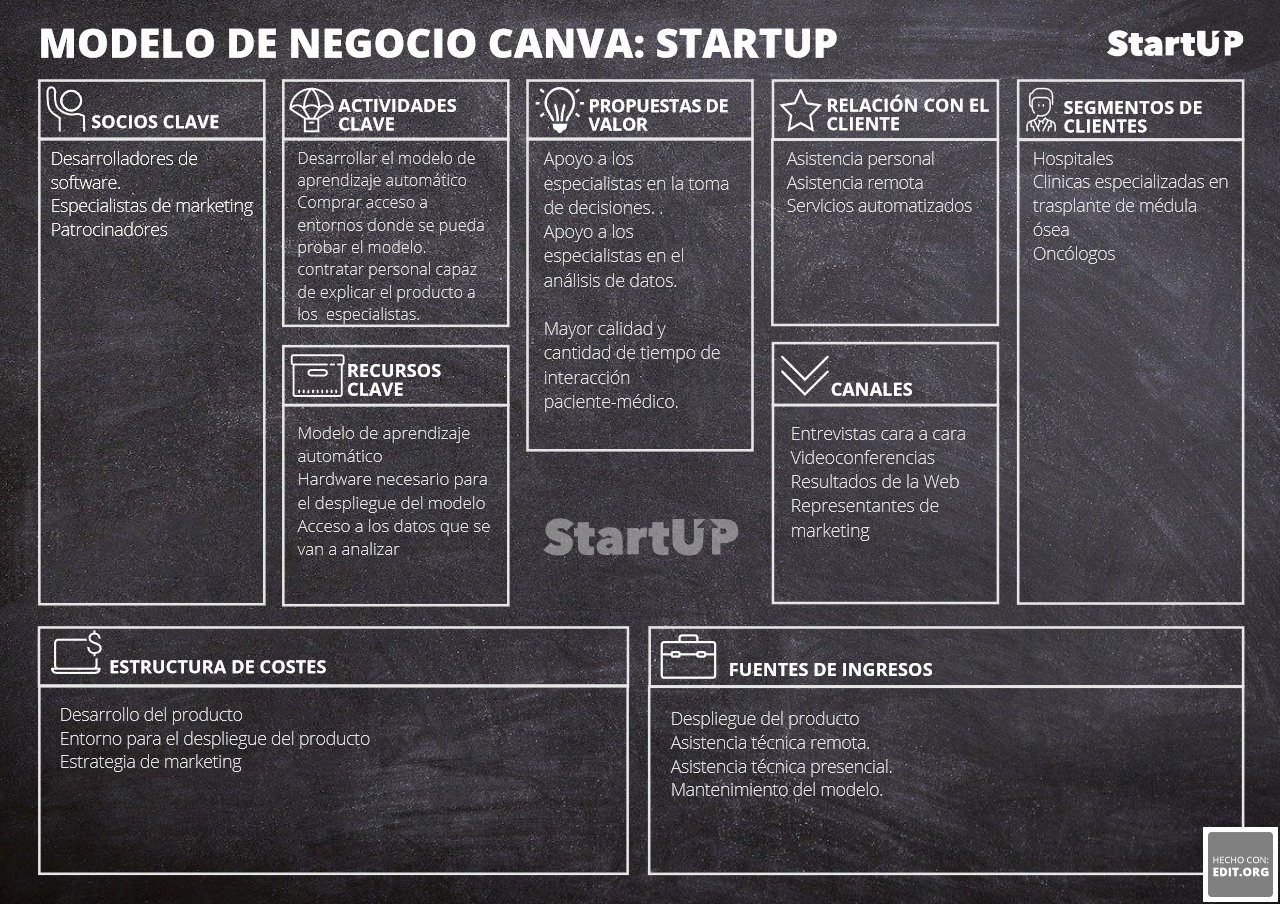 MODELO DE NEGOCIO CANVA: STARTUP
StartUP
SOCIOS CLAVE
Desarrolladores de
software.
Especialistas de marketing
Patrocinadores
ACTIVIDADES
CLAVE
Desarrollar el modelo de
aprendizaje automático
Comprar acceso a
entornos donde se pueda
probar el modelo.
contratar personal capaz
de explicar el producto a
los  especialistas.
RECURSOS
CLAVE
Modelo de aprendizaje
automático
Hardware necesario para
el despliegue del modelo
Acceso a los datos que se
van a analizar
PROPUESTAS DE
VALOR
Apoyo a los
especialistas en la toma
de decisiones. .
Apoyo a los
especialistas en el
análisis de datos.
Mayor calidad y
cantidad de tiempo de
interacción
paciente-médico.
StartUP
RELACIÓN CON EL
CLIENTE
Asistencia personal
Asistencia remota
Servicios automatizados
CANALES
Entrevistas cara a cara
Videoconferencias
Resultados de la Web
Representantes de
marketing
SEGMENTOS DE
CLIENTES
Hospitales
Clinicas especializadas en
trasplante de médula
ósea
Oncólogos
ESTRUCTURA DE COSTES
Desarrollo del producto
Entorno para el despliegue del producto
Estrategia de marketing
FUENTES DE INGRESOS
Despliegue del producto
Asistencia técnica remota.
Asistencia técnica presencial.
Mantenimiento del modelo.
HECHO CON:
EDIT.ORG